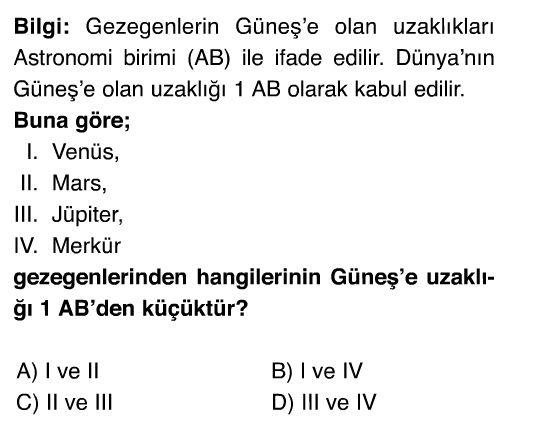 Bilgi: Gezegenlerin Güneş'e olan uzaklıkları
Astronomi birimi (AB) ile ifade edilir. Dünya'nın
Güneş'e olan uzaklığı 1 AB olarak kabul edilir.
Buna göre;
I. Venüs,
II. Mars,
III. Jüpiter,
IV. Merkür
gezegenlerinden hangilerinin Güneş'e uzaklı-
ğı 1 AB'den küçüktür?
A) I ve II B) I ve IV
C) II ve III D) III ve IV